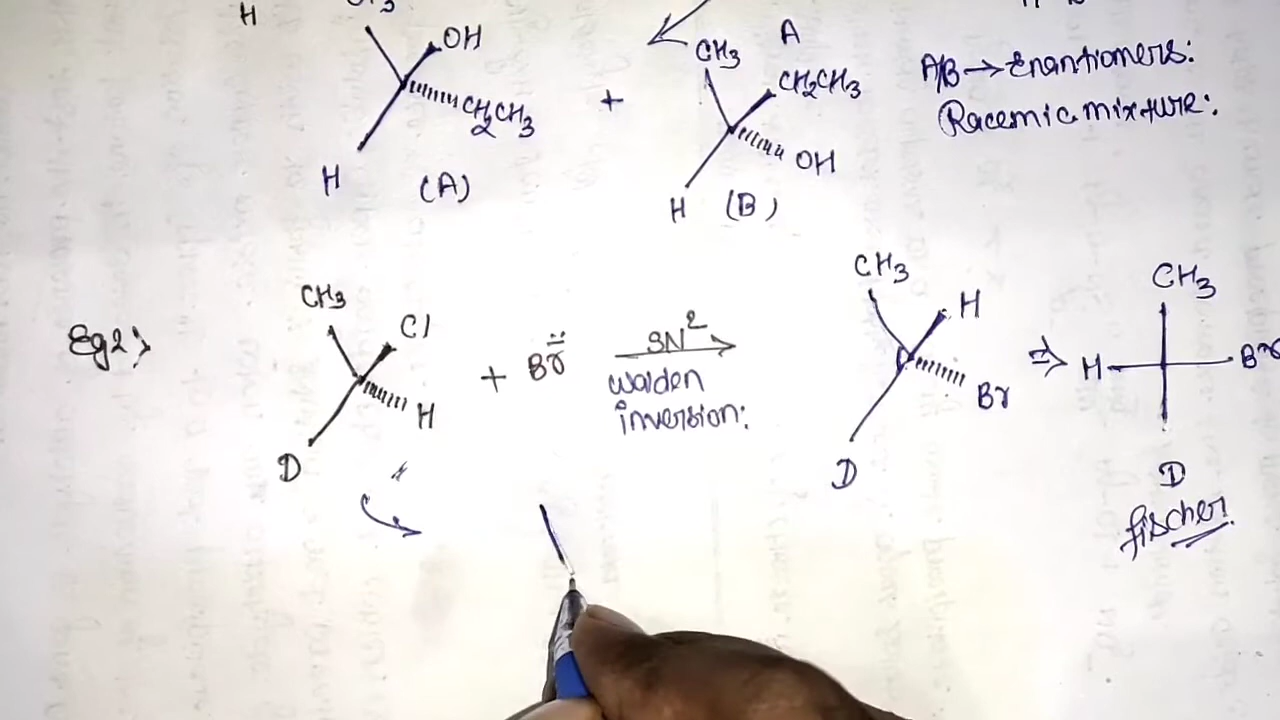 H
OH
CH2CH3
H
(A)
+
CH3
A
CH2CH3
OH
H
(B)
A/B → Enantiomers:
Racemic mixture:
Eg2>
CH3
Cl
H
D
+ Br
SN2
walden
inversion:
CH3
H
Br
D
⇒
CH3
H
Br
D
fischer